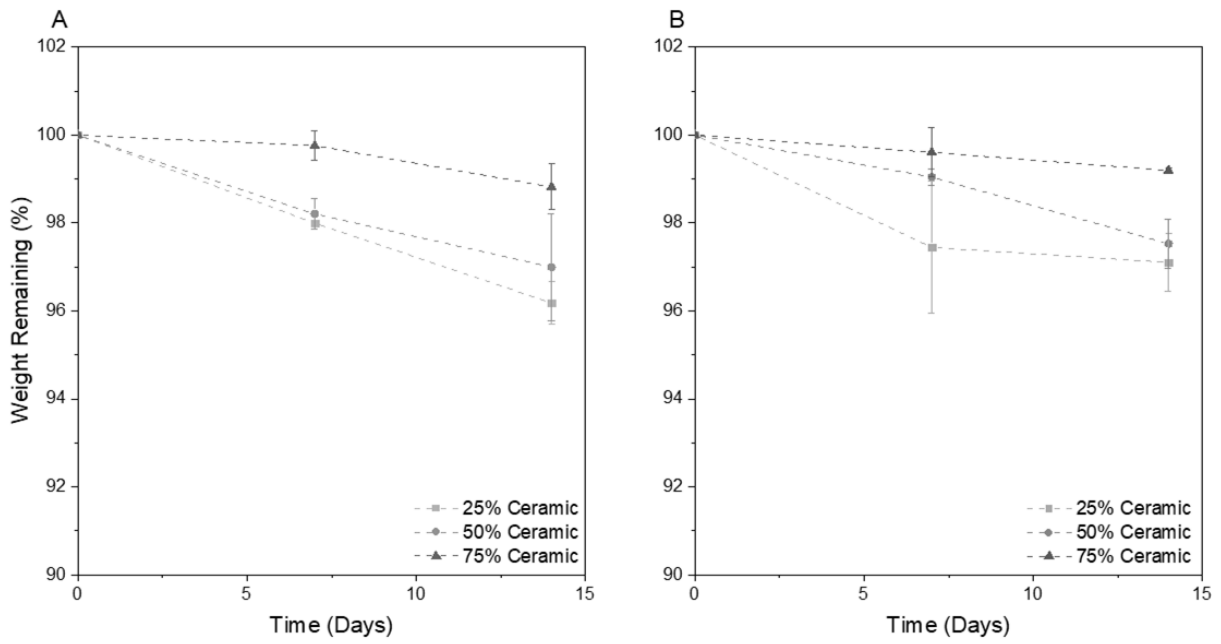 A
102
100
98
96
94
92
90
0
5
10
15
Weight Remaining (%)
Time (Days)
25% Ceramic
50% Ceramic
75% Ceramic
B
102
100
98
96
94
92
90
0
5
10
15
Time (Days)
25% Ceramic
50% Ceramic
75% Ceramic